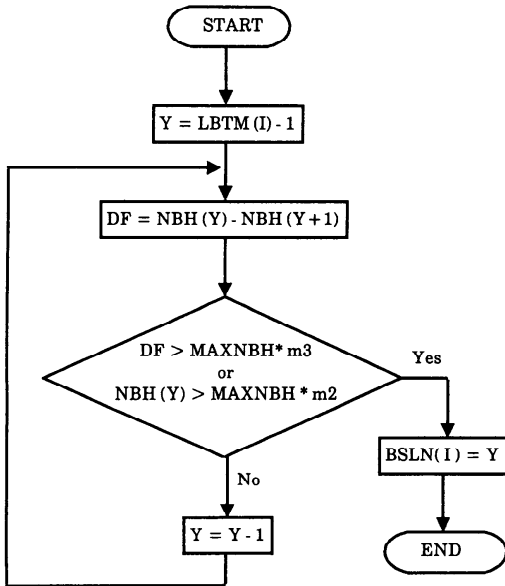 START
Y = LBTM (I) - 1
DF = NBH (Y) - NBH (Y+1)
DF > MAXNBH* m3
or
NBH (Y) > MAXNBH * m2
Yes
BSLN( I ) = Y
No
Y = Y - 1
END